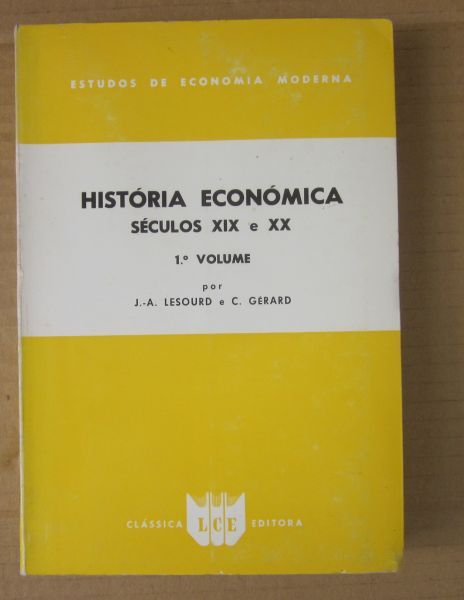 ESTUDOS DE ECONOMIA MODERNA
HISTÓRIA ECONÓMICA
SÉCULOS XIX e XX
1.º VOLUME
por
J.-A. LESOURD e C. GÉRARD
CLÁSSICA LCE EDITORA